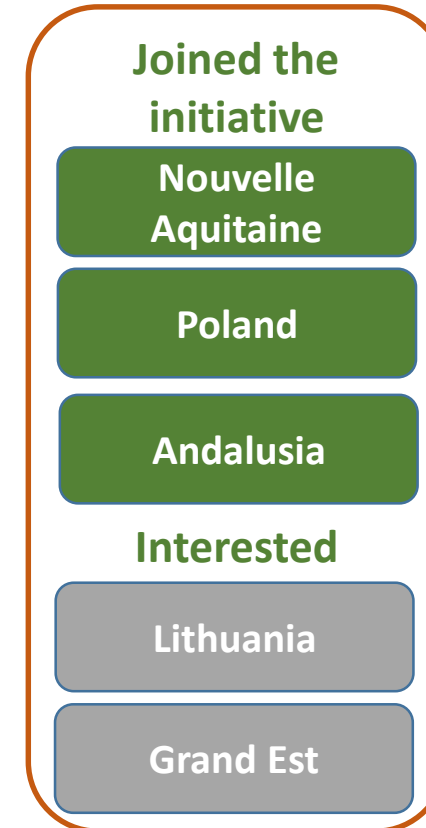 Joined the
initiative
Nouvelle
Aquitaine
Poland
Andalusia
Interested
Lithuania
Grand Est